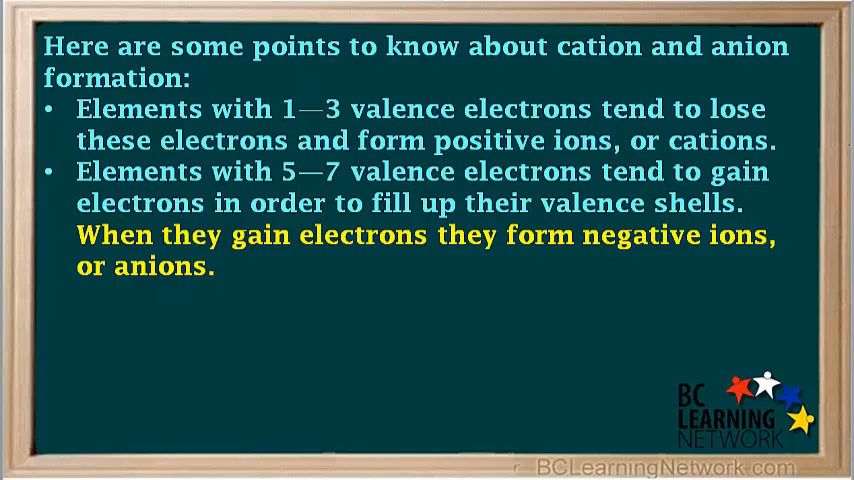 Here are some points to know about cation and anion
formation:
• Elements with 1—3 valence electrons tend to lose
these electrons and form positive ions, or cations.
• Elements with 5—7 valence electrons tend to gain
electrons in order to fill up their valence shells.
When they gain electrons they form negative ions,
or anions.
BC
LEARNING
NETWORK
BCLearningNetwork.com